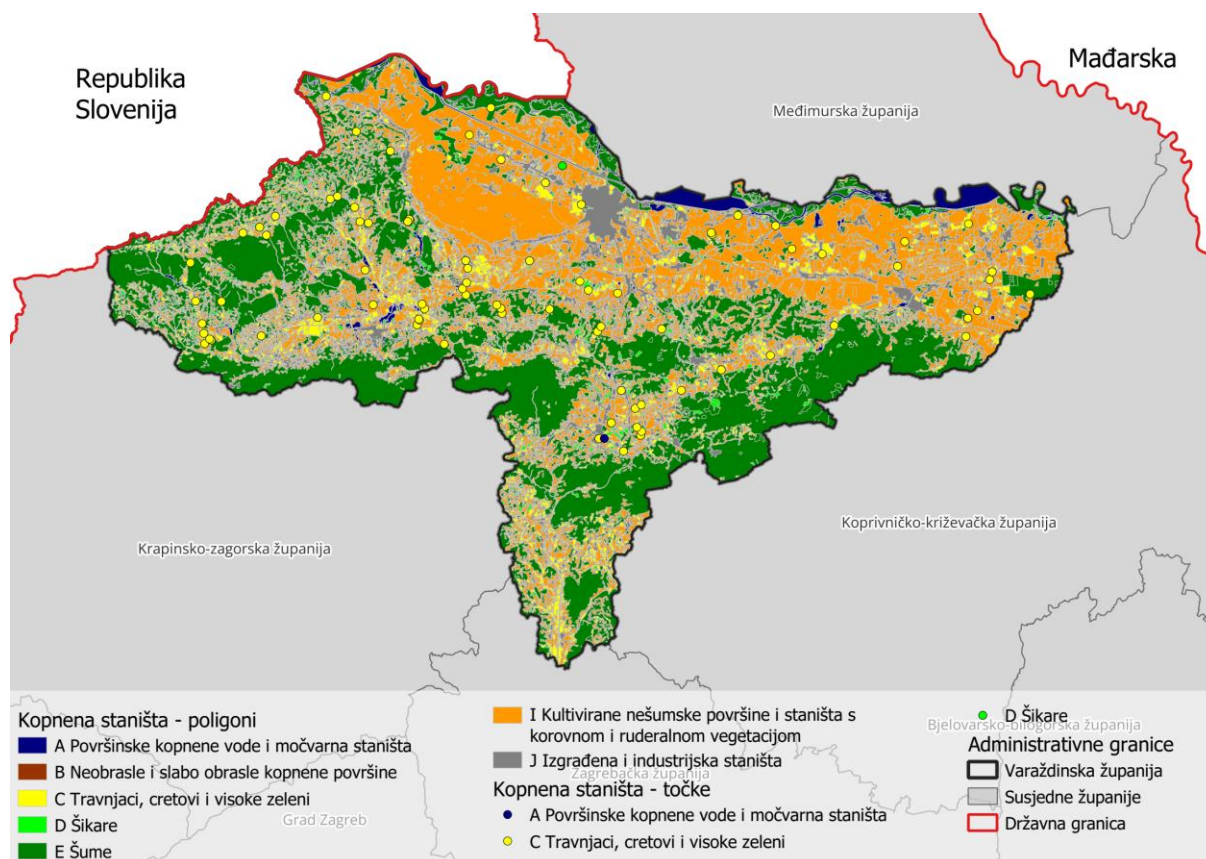 Republika
Slovenija
Mađarska
Međimurska županija
Koprivničko-križevačka županija
Krapinsko-zagorska županija
Kopnena staništa - poligoni
A Površinske kopnene vode i močvarna staništa
B Neobrasle i slabo obrasle kopnene površine
C Travnjaci, cretovi i visoke zeleni
D Šikare
E Šume
I Kultivirane nešumske površine i staništa s
korovnom i ruderalnom vegetacijom
J Izgrađena i industrijska staništa
Zagrebačka županija
Grad Zagreb
Kopnena staništa - točke
A Površinske kopnene vode i močvarna staništa
C Travnjaci, cretovi i visoke zeleni
D Šikare
Bjelovarsko-bilogorska županija
Administrativne granice
Varaždinska županija
Susjedne županije
Državna granica